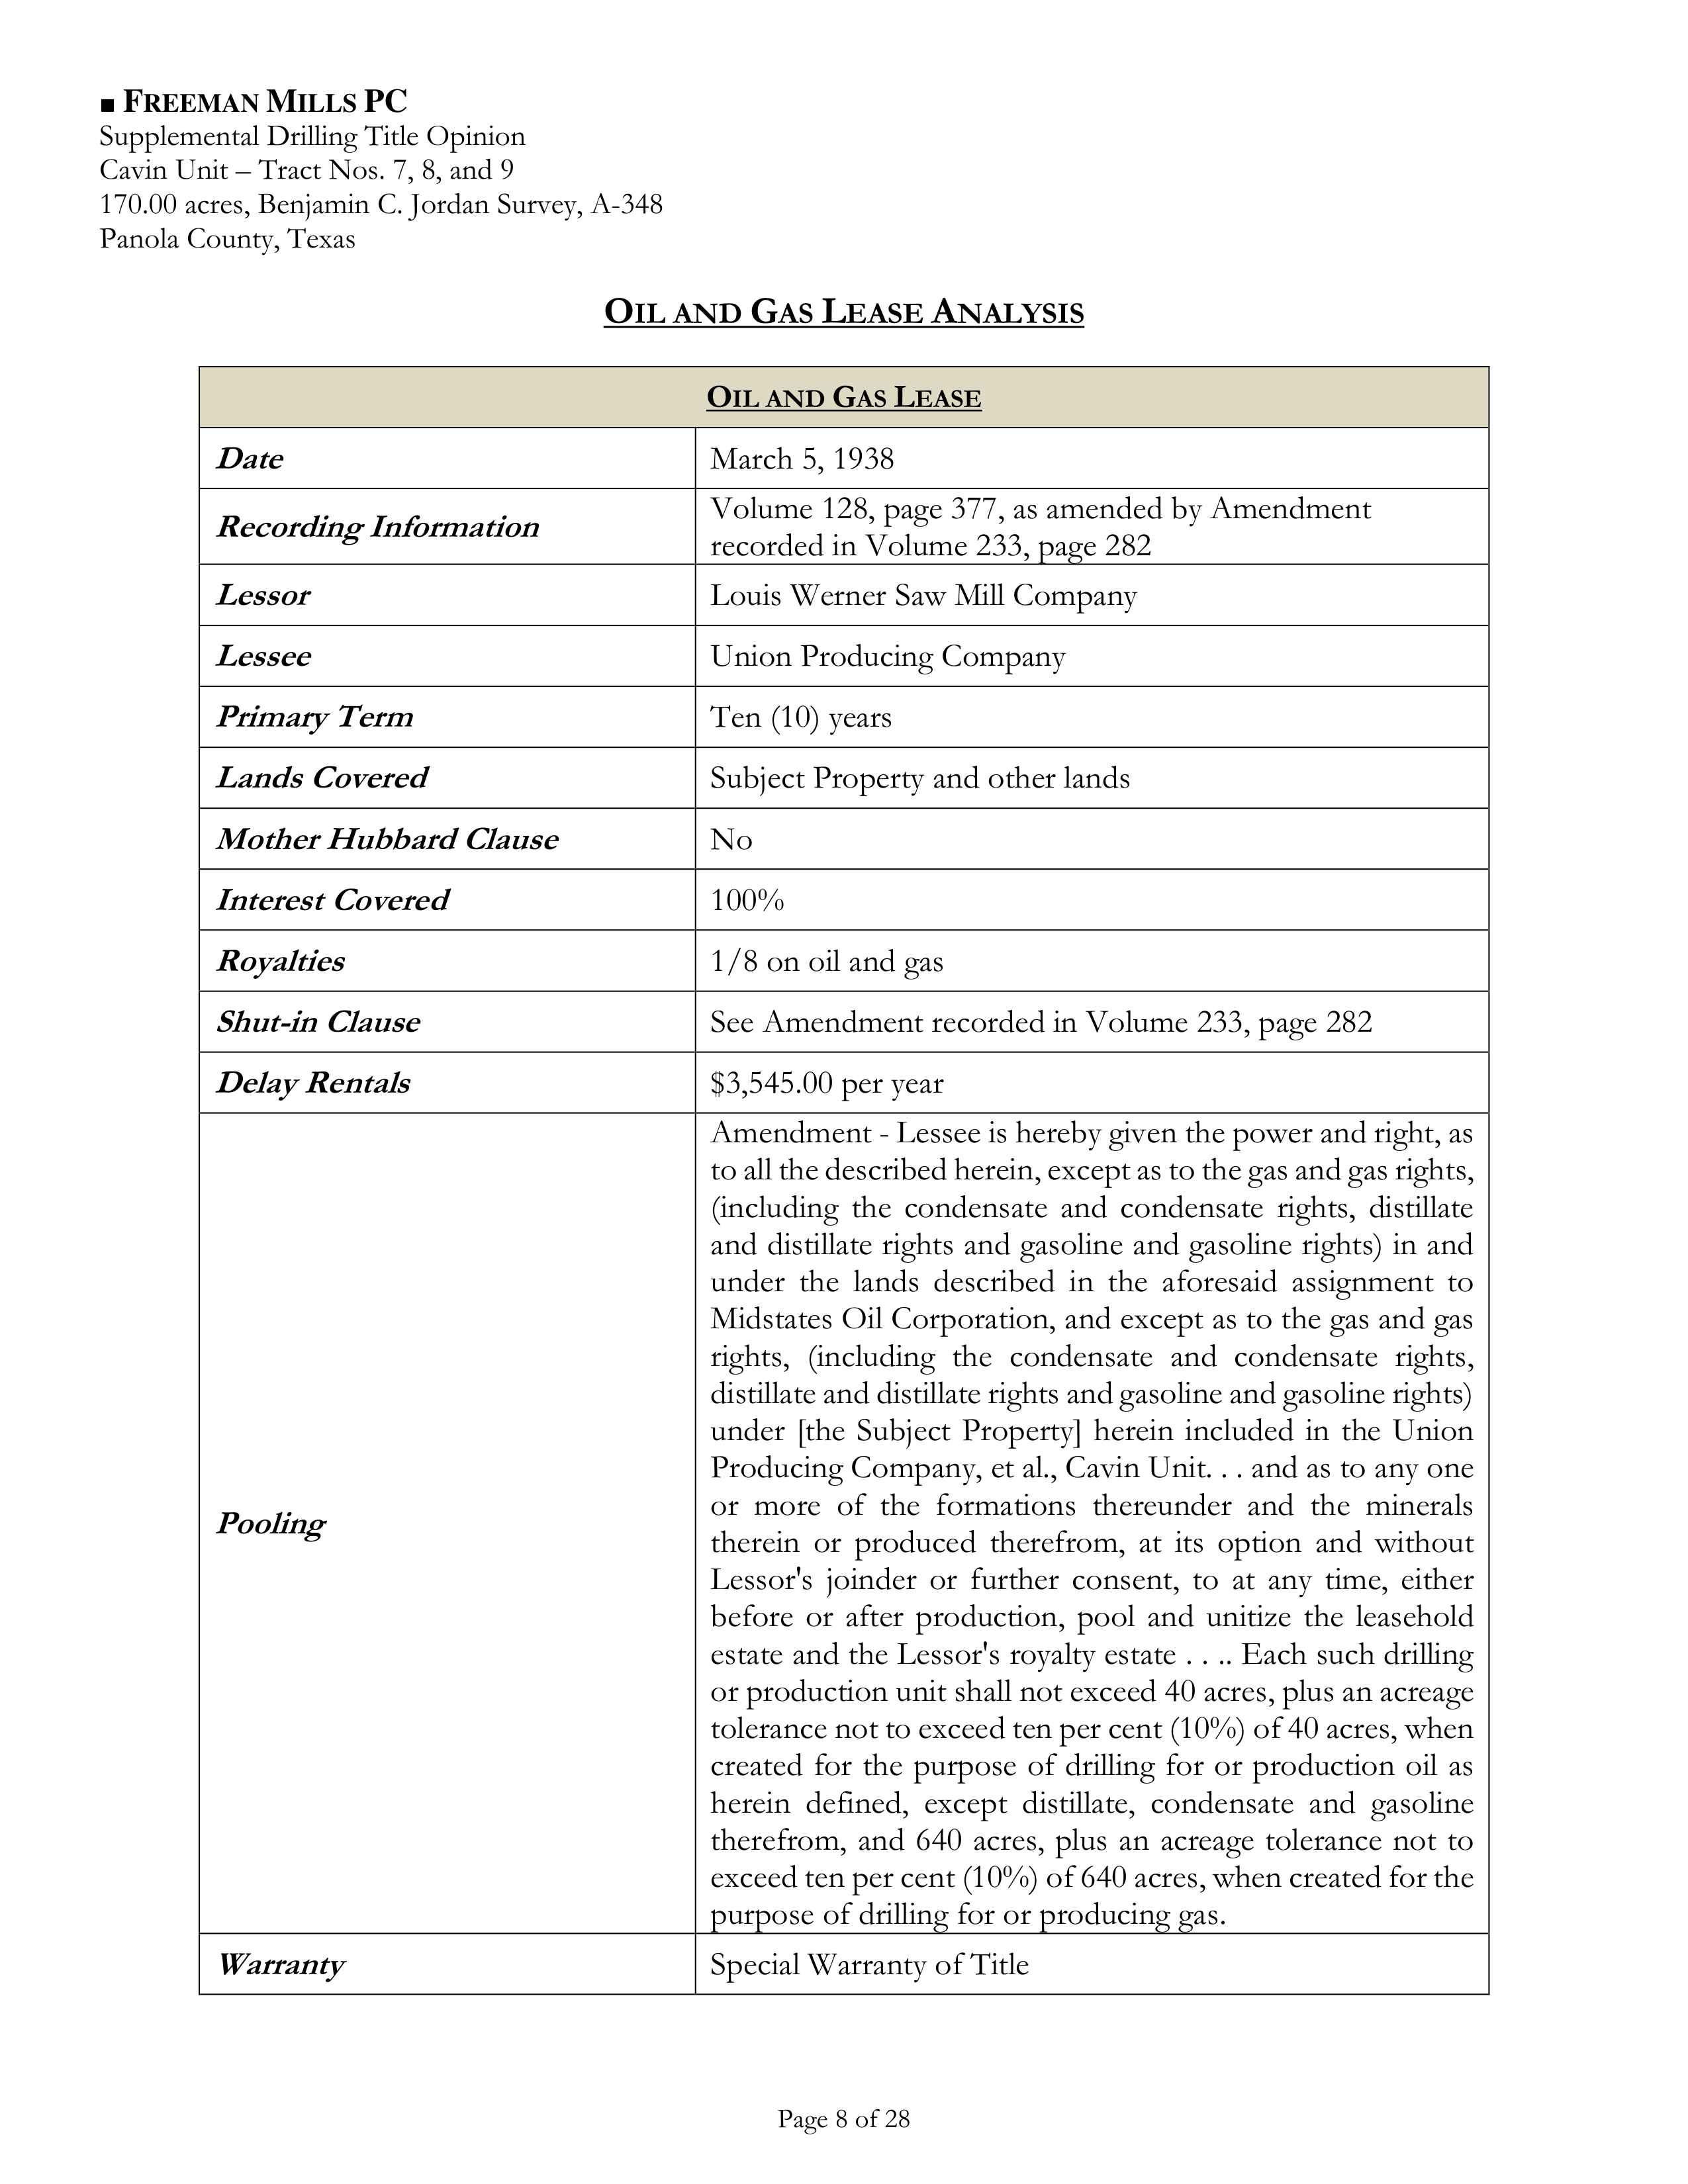 ■ FREEMAN MILLS PC
Supplemental Drilling Title Opinion
Cavin Unit – Tract Nos. 7, 8, and 9
170.00 acres, Benjamin C. Jordan Survey, A-348
Panola County, Texas
OIL AND GAS LEASE ANALYSIS
OIL AND GAS LEASE
Date
March 5, 1938
Recording Information
Volume 128, page 377, as amended by Amendment
recorded in Volume 233, page 282
Lessor
Louis Werner Saw Mill Company
Lessee
Union Producing Company
Primary Term
Ten (10) years
Lands Covered
Subject Property and other lands
Mother Hubbard Clause
No
Interest Covered
100%
Royalties
1/8 on oil and gas
Shut-in Clause
See Amendment recorded in Volume 233, page 282
Delay Rentals
$3,545.00 per year
Pooling
Amendment - Lessee is hereby given the power and right, as
to all the described herein, except as to the gas and gas rights,
(including the condensate and condensate rights, distillate
and distillate rights and gasoline and gasoline rights) in and
under the lands described in the aforesaid assignment to
Midstates Oil Corporation, and except as to the gas and gas
rights, (including the condensate and condensate rights,
distillate and distillate rights and gasoline and gasoline rights)
under [the Subject Property] herein included in the Union
Producing Company, et al., Cavin Unit. . . and as to any one
or more of the formations thereunder and the minerals
therein or produced therefrom, at its option and without
Lessor's joinder or further consent, to at any time, either
before or after production, pool and unitize the leasehold
estate and the Lessor's royalty estate . . .. Each such drilling
or production unit shall not exceed 40 acres, plus an acreage
tolerance not to exceed ten per cent (10%) of 40 acres, when
created for the purpose of drilling for or production oil as
herein defined, except distillate, condensate and gasoline
therefrom, and 640 acres, plus an acreage tolerance not to
exceed ten per cent (10%) of 640 acres, when created for the
purpose of drilling for or producing gas.
Warranty
Special Warranty of Title
Page 8 of 28